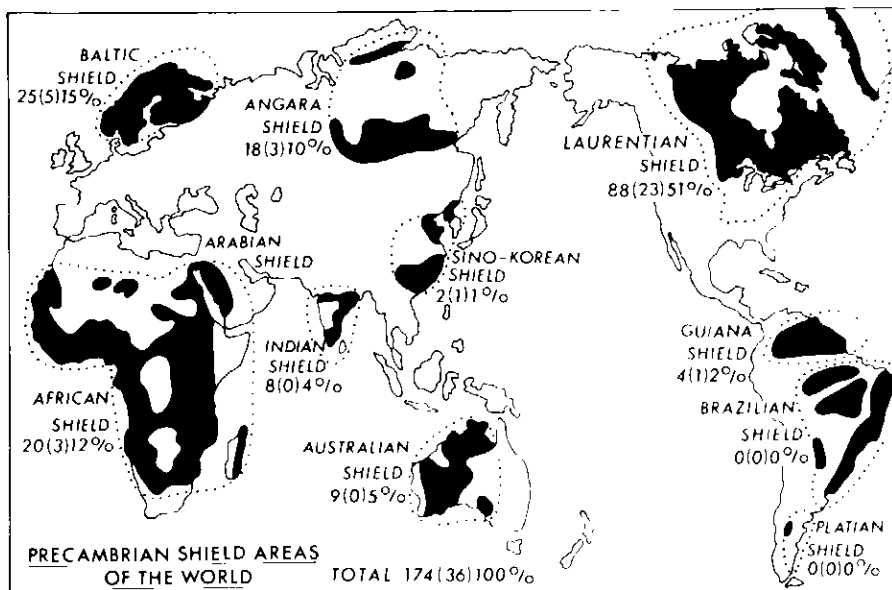 BALTIC
SHIELD
25(5)15%
ANGARA
SHIELD
18(3)10%
LAURENTIAN
SHIELD
88(23)51%
ARABIAN
SHIELD
SINO-KOREAN
SHIELD
2(1)1%
INDIAN
SHIELD
8(0)4%
GUIANA
SHIELD
4(1)2%
AFRICAN
SHIELD
20(3)12%
BRAZILIAN
SHIELD
0(0)0%
AUSTRALIAN
SHIELD
9(0)5%
PLATIAN
SHIELD
0(0)0%
PRECAMBRIAN SHIELD AREAS
OF THE WORLD
TOTAL 174(36)100%